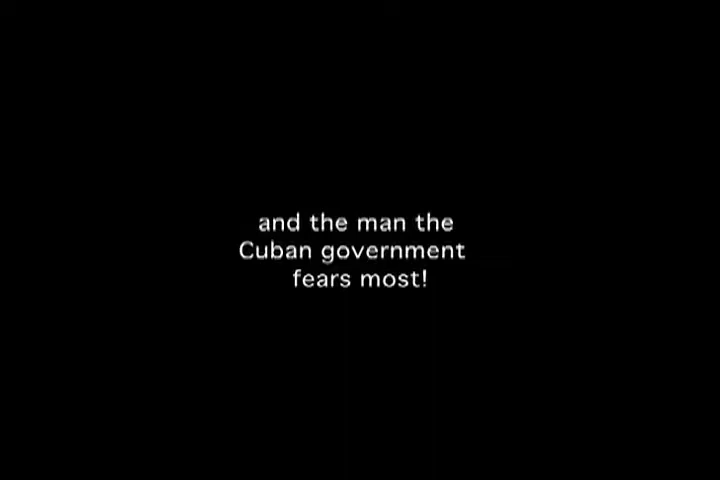 and the man the
Cuban government
fears most!